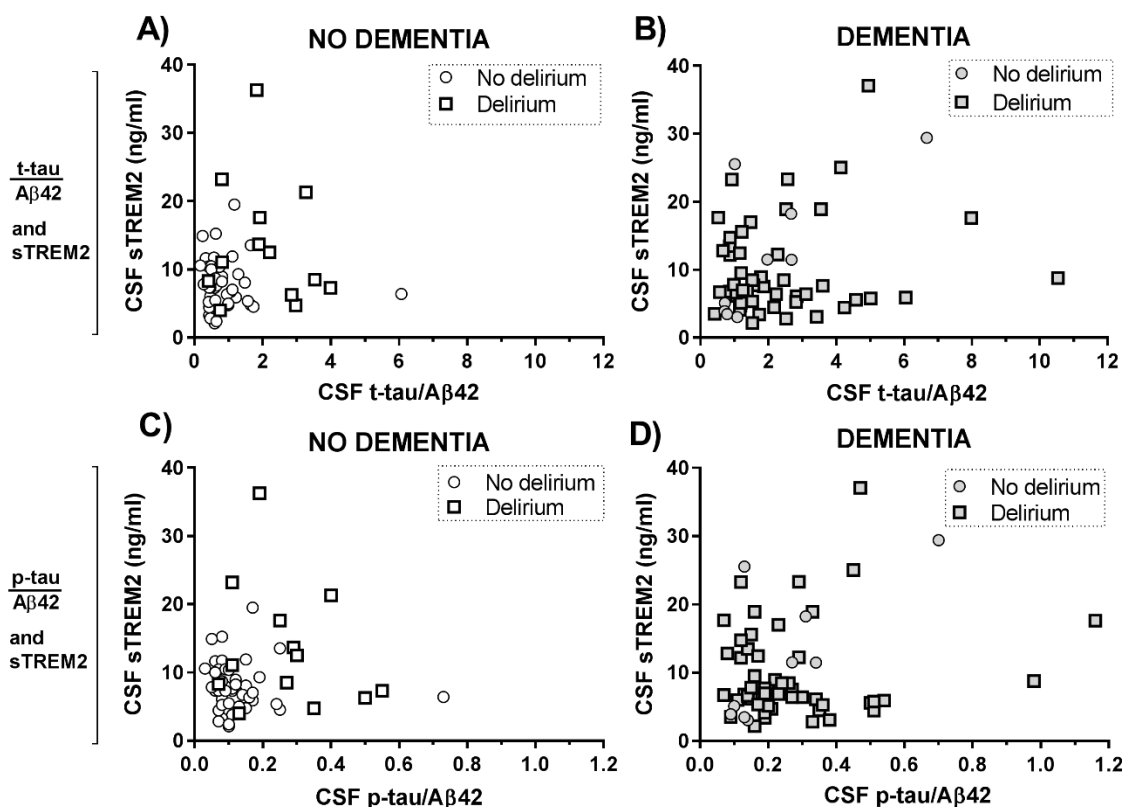 A)
NO DEMENTIA
No delirium
Delirium
CSF sTREM2 (ng/ml)
40
30
20
10
0
0 2 4 6 8 10 12
CSF t-tau/Aβ42
B)
DEMENTIA
No delirium
Delirium
CSF sTREM2 (ng/ml)
40
30
20
10
0
0 2 4 6 8 10 12
CSF t-tau/Aβ42
t-tau
Aβ42
and
sTREM2
C)
NO DEMENTIA
No delirium
Delirium
CSF sTREM2 (ng/ml)
40
30
20
10
0
0.0 0.2 0.4 0.6 0.8 1.0 1.2
CSF p-tau/Aβ42
D)
DEMENTIA
No delirium
Delirium
CSF sTREM2 (ng/ml)
40
30
20
10
0
0.0 0.2 0.4 0.6 0.8 1.0 1.2
CSF p-tau/Aβ42
p-tau
Aβ42
and
sTREM2